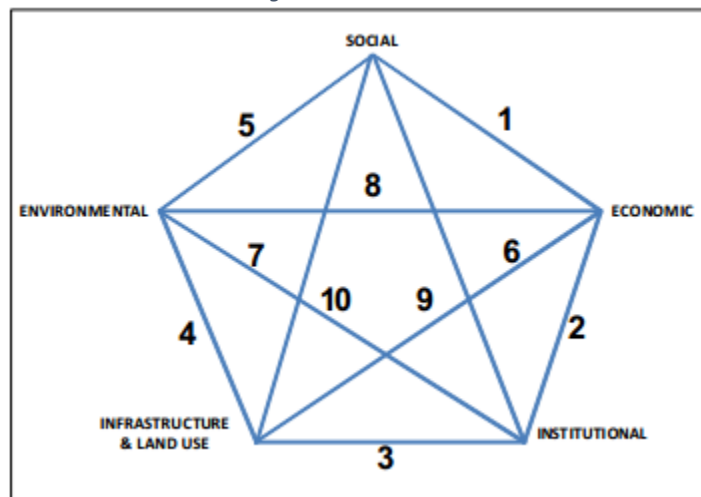 SOCIAL
1
5
8
ENVIRONMENTAL
ECONOMIC
7
6
10
9
4
2
INFRASTRUCTURE
& LAND USE
INSTITUTIONAL
3